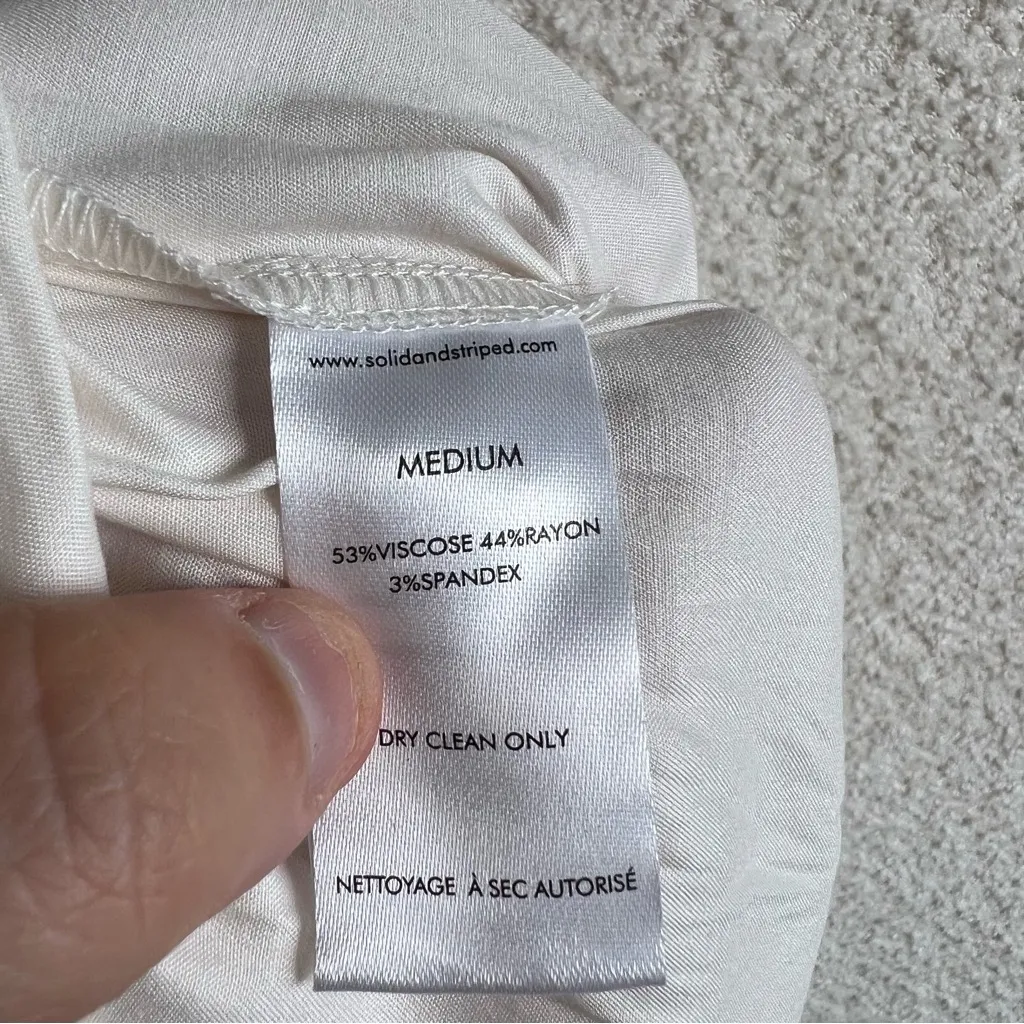 www.solidandstriped.com
MEDIUM
53%VISCOSE 44%RAYON
3%SPANDEX
DRY CLEAN ONLY
NETTOYAGE À SEC AUTORISÉ